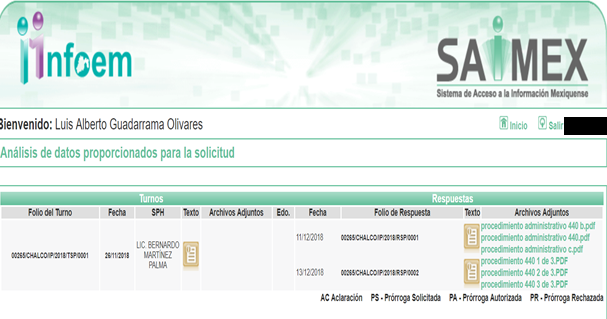 infoem
SAIMEX
Sistema de Acceso a la Información Mexiquense
Bienvenido: Luis Alberto Guadarrama Olivares
Inicio Salir
Análisis de datos proporcionados para la solicitud
Turnos Respuestas
Folio del Turno Fecha SPH Texto Archivos Adjuntos Edo. Fecha Folio de Respuesta Texto Archivos Adjuntos
00265/CHALCO/IP/2018/TSP/0001 26/11/2018 LIC. BERNARDO
MARTÍNEZ
PALMA
11/12/2018 00265/CHALCO/IP/2018/RSP/0001 procedimiento administrativo 440 b.pdf
procedimiento administrativo 440.pdf
procedimiento administrativo c.pdf
13/12/2018 00265/CHALCO/IP/2018/RSP/0002 procedimiento 440 1 de 3.PDF
procedimiento 440 2 de 3.PDF
procedimiento 440 3 de 3.PDF
AC Aclaración PS - Prórroga Solicitada PA - Prórroga Autorizada PR - Prórroga Rechazada